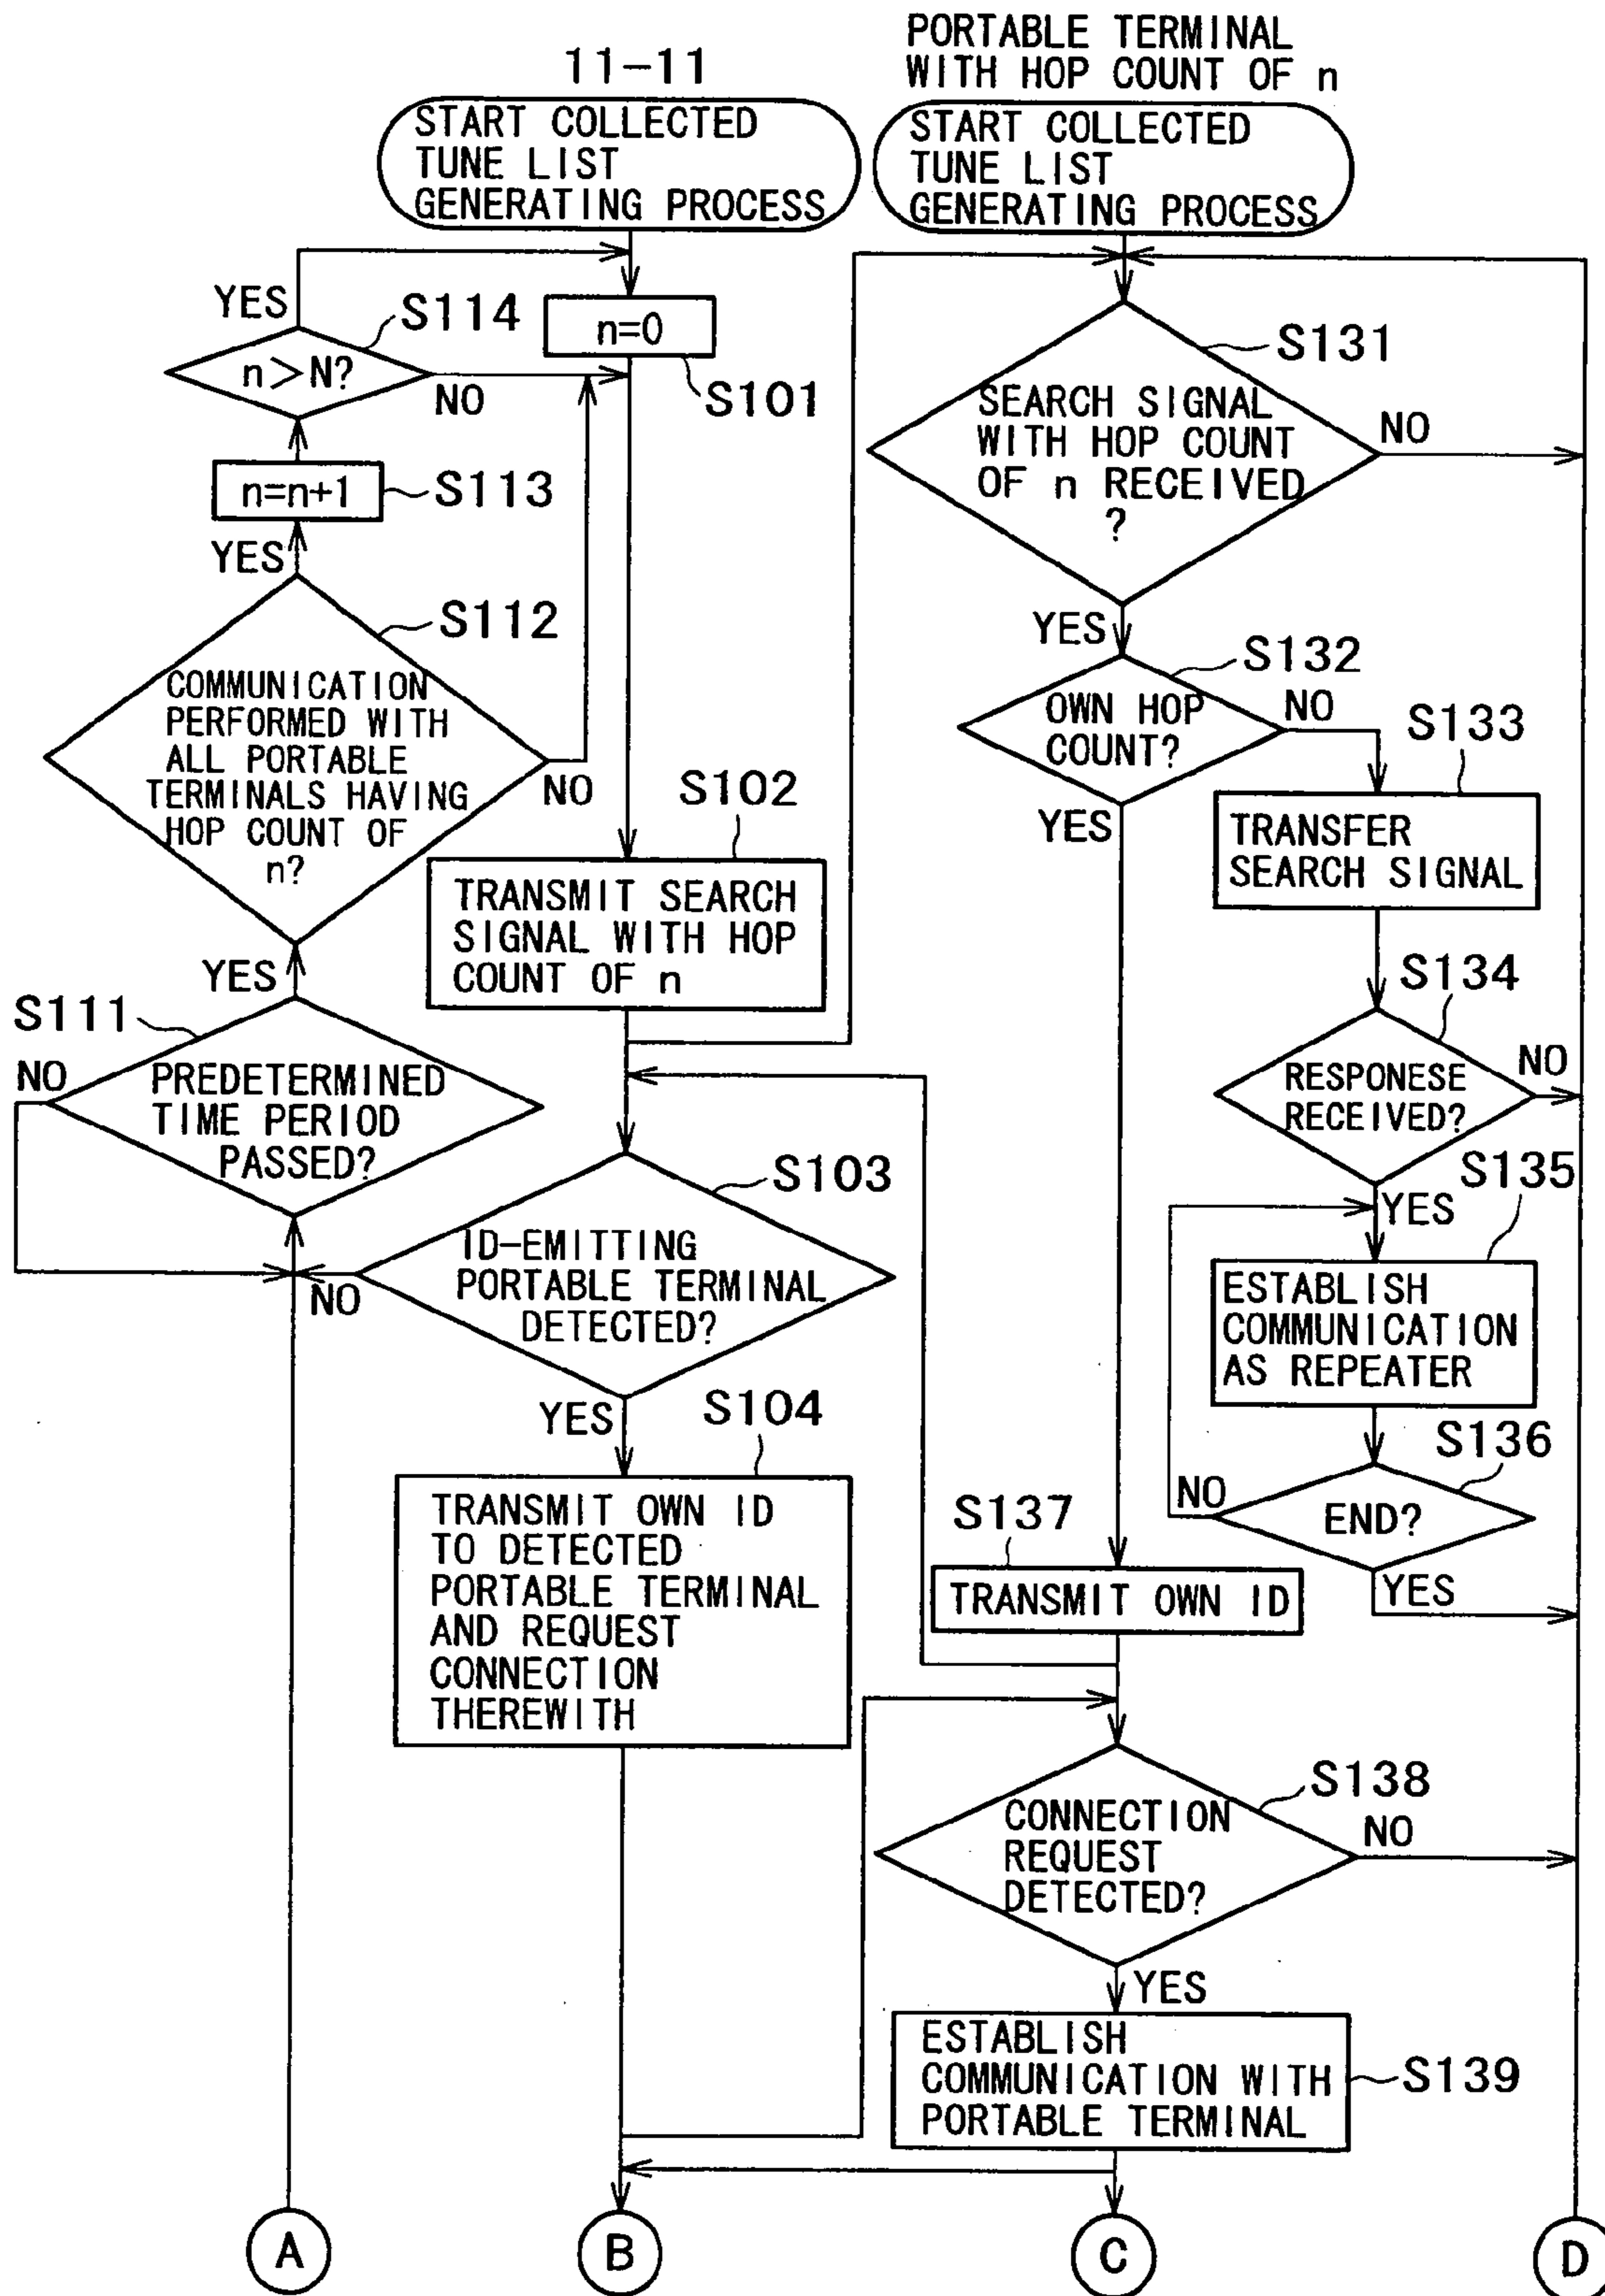 11-11
START COLLECTED
TUNE LIST
GENERATING PROCESS
YES
S114
n>N?
NO
n=0
S101
n=n+1
S113
YES
S112
COMMUNICATION
PERFORMED WITH
ALL PORTABLE
TERMINALS HAVING
HOP COUNT OF
n?
NO
YES
S102
TRANSMIT SEARCH
SIGNAL WITH HOP
COUNT OF n
S111
NO
PREDETERMINED
TIME PERIOD
PASSED?
S103
ID-EMITTING
PORTABLE TERMINAL
DETECTED?
NO
YES
S104
TRANSMIT OWN ID
TO DETECTED
PORTABLE TERMINAL
AND REQUEST
CONNECTION
THEREWITH
A
B
PORTABLE TERMINAL
WITH HOP COUNT OF n
START COLLECTED
TUNE LIST
GENERATING PROCESS
S131
SEARCH SIGNAL
WITH HOP COUNT
OF n RECEIVED
?
NO
YES
S132
OWN HOP
COUNT?
NO
YES
S133
TRANSFER
SEARCH SIGNAL
S134
RESPONESE
RECEIVED?
NO
YES
S135
ESTABLISH
COMMUNICATION
AS REPEATER
S136
END?
NO
YES
S137
TRANSMIT OWN ID
S138
CONNECTION
REQUEST
DETECTED?
NO
YES
ESTABLISH
COMMUNICATION WITH
PORTABLE TERMINAL
S139
C
D